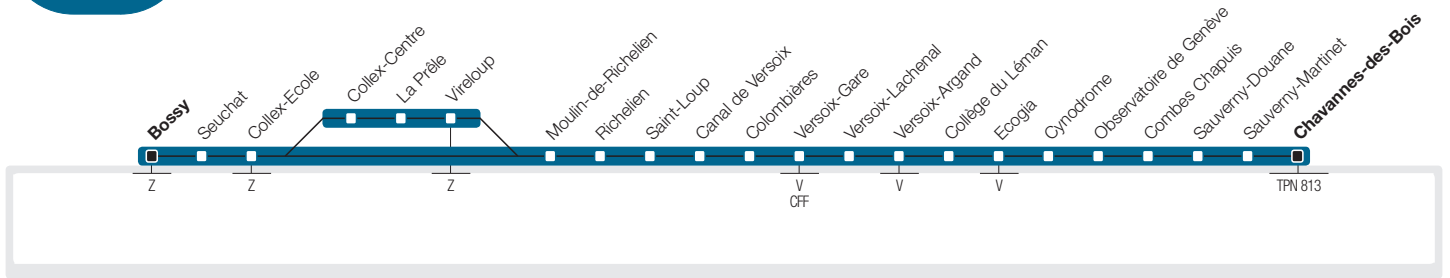 Bossy
Seuchat
Collex-Ecole
Collex-Centre
La Prêle
Vireloup
Moulin-de-Richelien
Richelien
Saint-Loup
Canal de Versoix
Colombières
Versoix-Gare
Versoix-Lachenal
Versoix-Argand
Collège du Léman
Ecogia
Cynodrome
Observatoire de Genève
Combes Chapuis
Sauverny-Douane
Sauverny-Martinet
Chavannes-des-Bois
Z
Z
Z
V
CFF
V
V
TPN 813